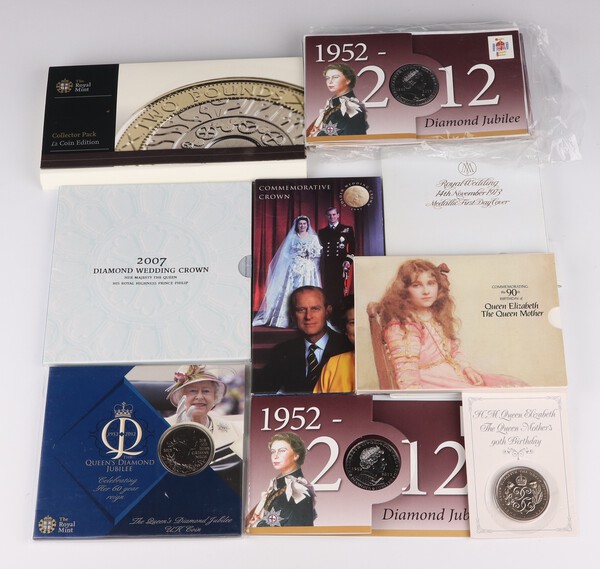 The
Royal
Mint
Collector Pack
£2 Coin Edition
TWO POUNDS
1952 -
2012
Diamond Jubilee
Royal Wedding
14th November 1973
Medallic First Day Cover
2007
DIAMOND WEDDING CROWN
HER MAJESTY THE QUEEN
HIS ROYAL HIGHNESS PRINCE PHILIP
COMMEMORATIVE
CROWN
COMMEMORATING
the 90th
BIRTHDAY of
Queen Elizabeth
The Queen Mother
1952 2012
QUEEN'S DIAMOND
JUBILEE
Celebrating
Her 60 year
reign
The
Royal
Mint
The Queen's Diamond Jubilee
UK Coin
1952 -
2012
Diamond Jub
H.M. Queen Elizabeth
The Queen Mother's
90th Birthday